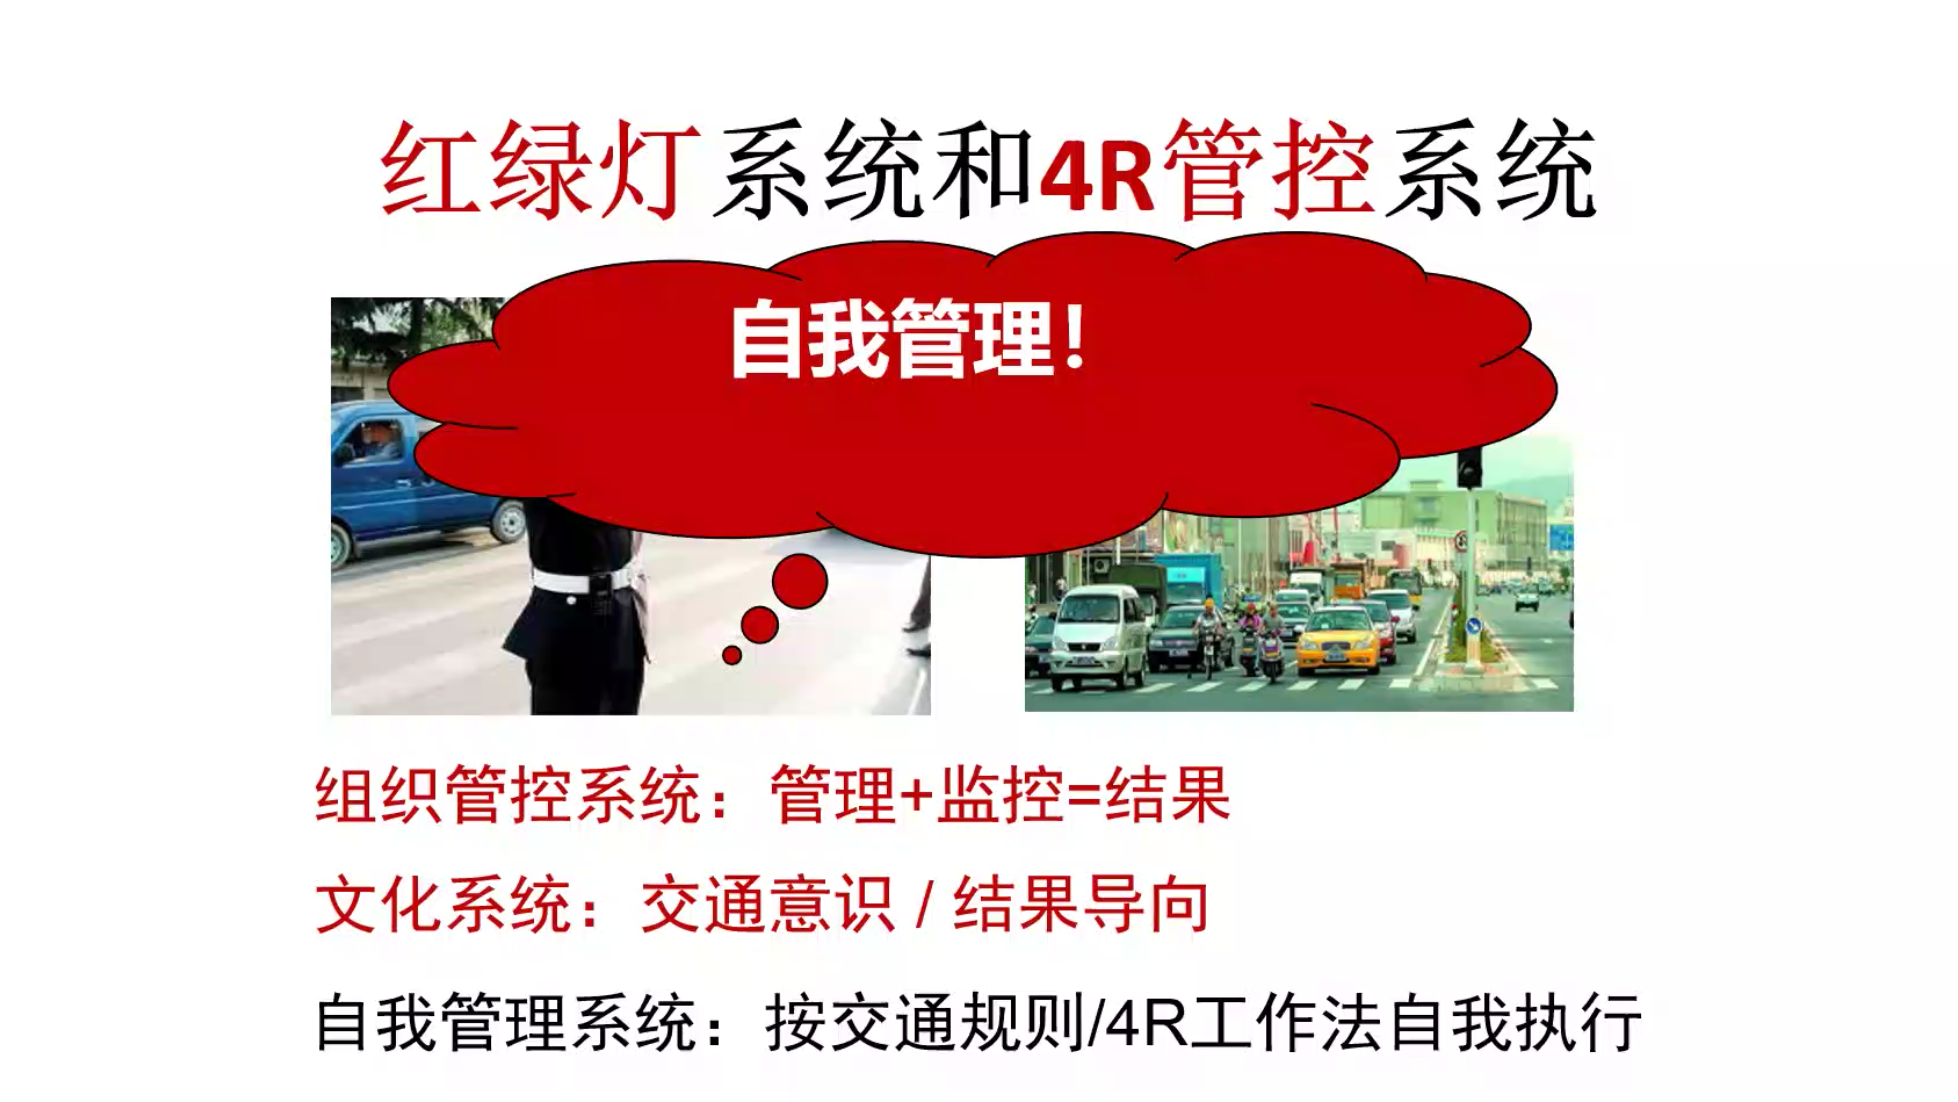 红绿灯系统和4R管控系统
自我管理！
组织管控系统：管理+监控=结果
文化系统：交通意识 / 结果导向
自我管理系统：按交通规则/4R工作法自我执行